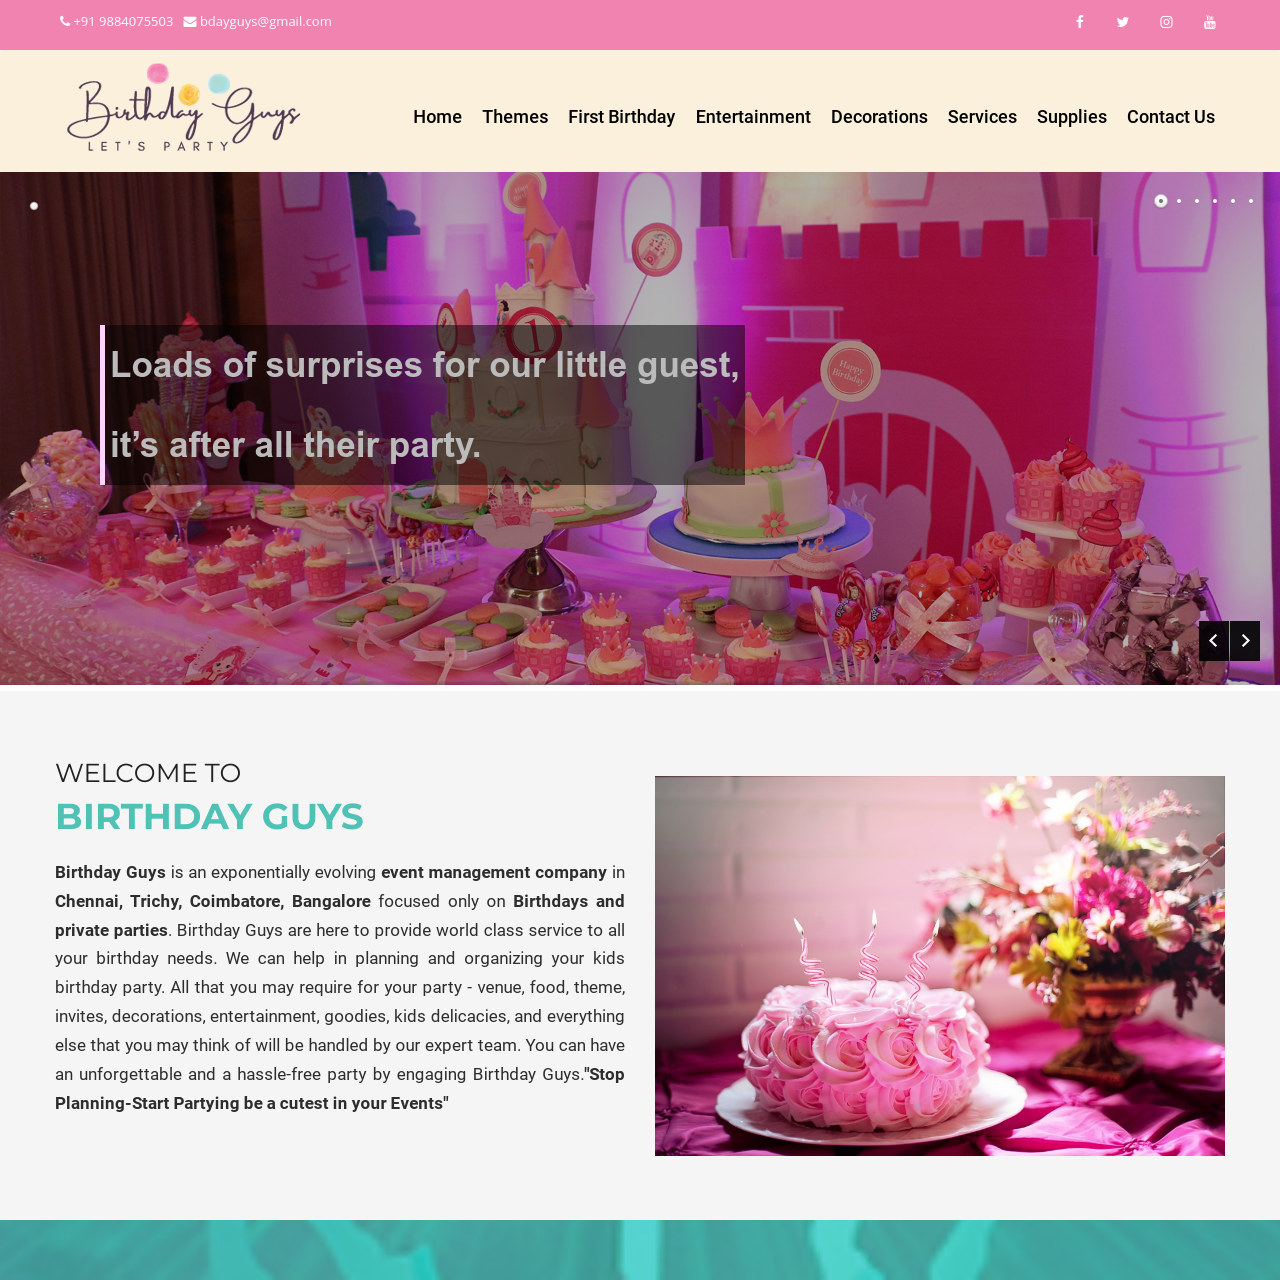 +91 9884075503 bdayguys@gmail.com
Birthday Guys
LET'S PARTY
Home Themes First Birthday Entertainment Decorations Services Supplies Contact Us
Loads of surprises for our little guest,
it’s after all their party.
1
Happy
Birthday
WELCOME TO
BIRTHDAY GUYS
Birthday Guys is an exponentially evolving event management company in
Chennai, Trichy, Coimbatore, Bangalore focused only on Birthdays and
private parties. Birthday Guys are here to provide world class service to all
your birthday needs. We can help in planning and organizing your kids
birthday party. All that you may require for your party - venue, food, theme,
invites, decorations, entertainment, goodies, kids delicacies, and everything
else that you may think of will be handled by our expert team. You can have
an unforgettable and a hassle-free party by engaging Birthday Guys."Stop
Planning-Start Partying be a cutest in your Events"